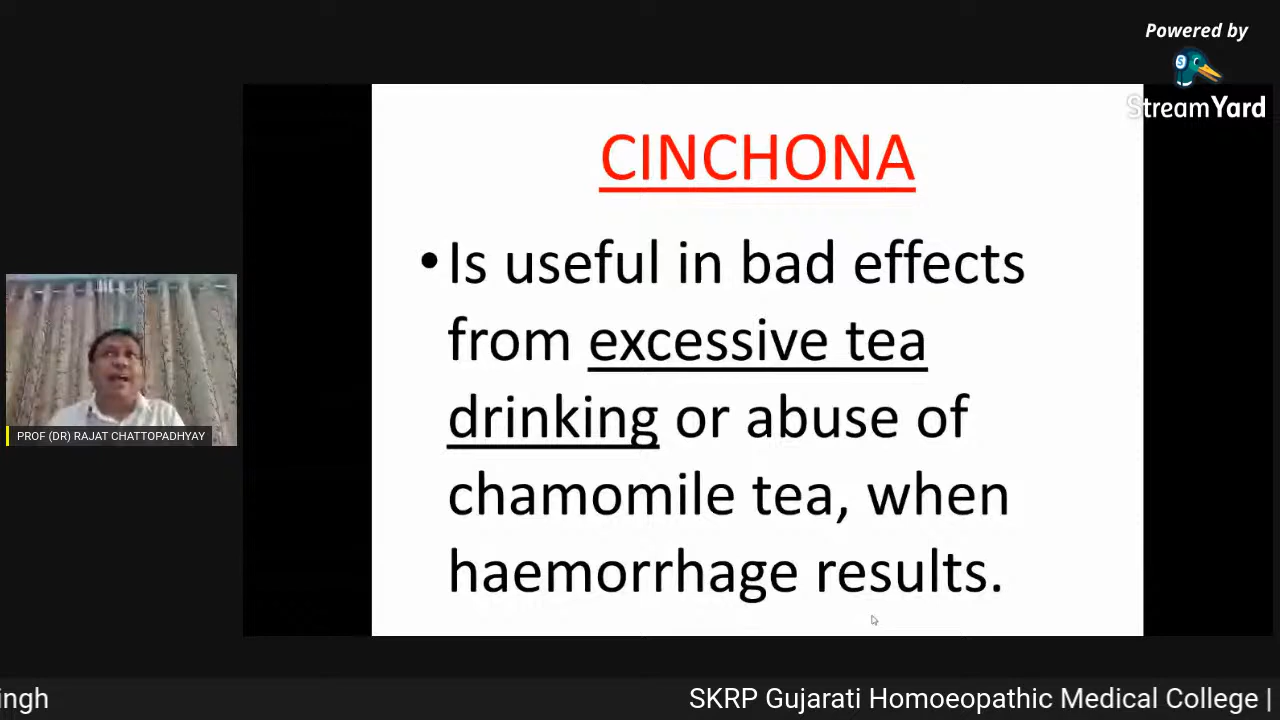 Powered by
StreamYard
CINCHONA
•Is useful in bad effects
from excessive tea
drinking or abuse of
chamomile tea, when
haemorrhage results.
PROF (DR) RAJAT CHATTOPADHYAY
ingh
SKRP Gujarati Homoeopathic Medical College |